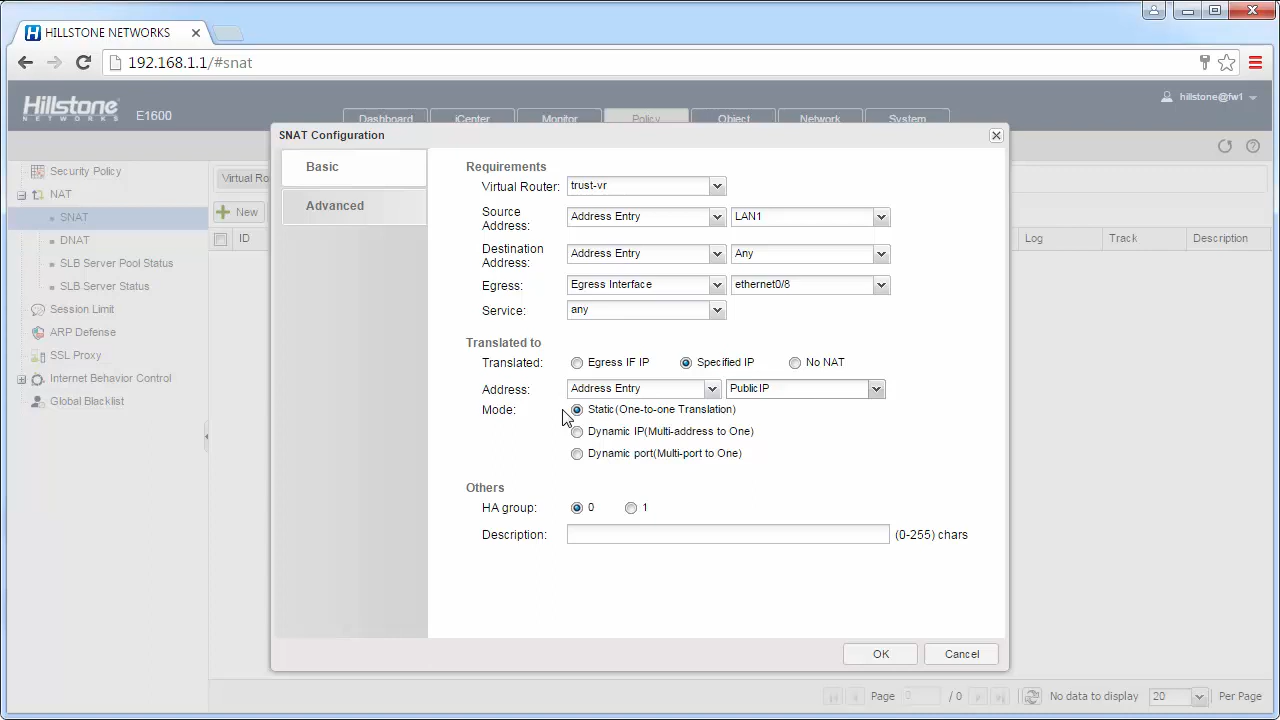 HILLSTONE NETWORKS
192.168.1.1/#snat
Hillstone NETWORKS E1600
Dashboard iCenter Monitor Policy Object Network System
hillstone@fw1
SNAT Configuration
Security Policy
NAT
SNAT
DNAT
SLB Server Pool Status
SLB Server Status
Session Limit
ARP Defense
SSL Proxy
Internet Behavior Control
Global Blacklist
Virtual Ro
New
ID Log Track Description
Basic
Advanced
Requirements
Virtual Router: trust-vr
Source Address: Address Entry LAN1
Destination Address: Address Entry Any
Egress: Egress Interface ethernet0/8
Service: any
Translated to
Translated: Egress IF IP Specified IP No NAT
Address: Address Entry PublicIP
Mode: Static(One-to-one Translation)
Dynamic IP(Multi-address to One)
Dynamic port(Multi-port to One)
Others
HA group: 0 1
Description: (0-255) chars
OK Cancel
Page 0 / 0 No data to display 20 Per Page